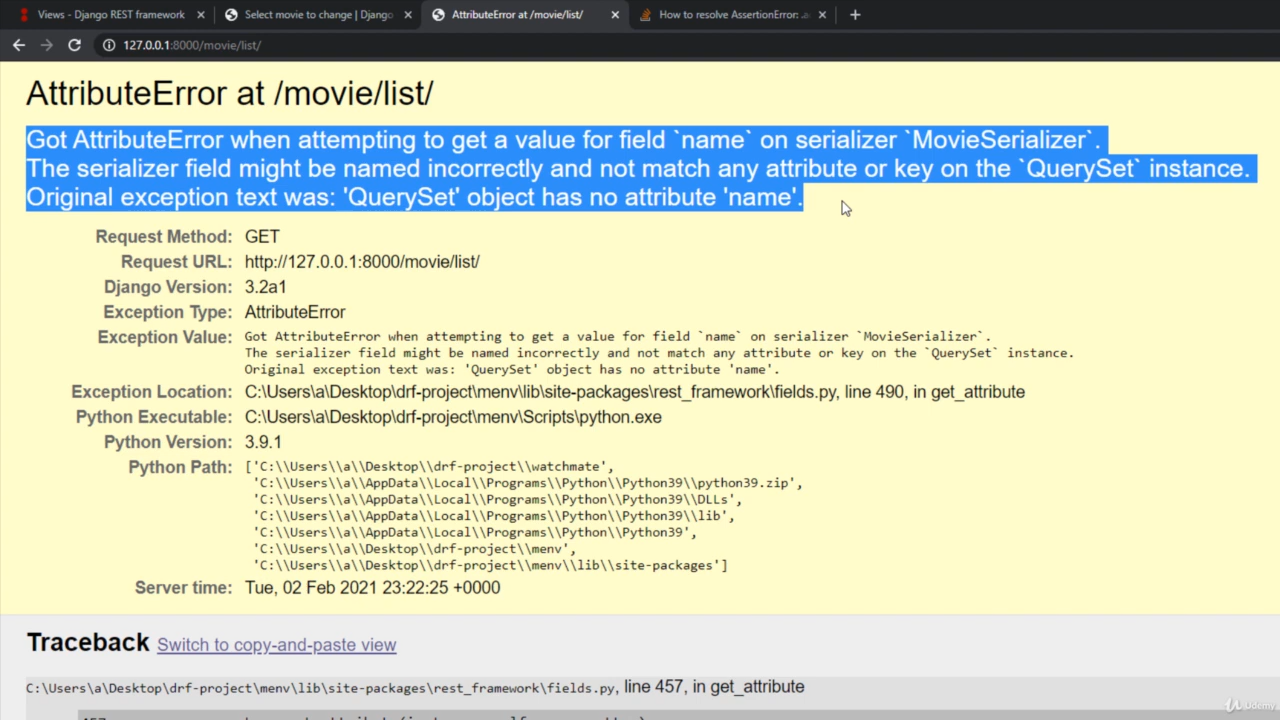 Views - Django REST framework
Select movie to change | Django
AttributeError at /movie/list/
How to resolve AssertionError:
127.0.0.1:8000/movie/list/
AttributeError at /movie/list/
Got AttributeError when attempting to get a value for field `name` on serializer `MovieSerializer`.
The serializer field might be named incorrectly and not match any attribute or key on the `QuerySet` instance.
Original exception text was: 'QuerySet' object has no attribute 'name'.
Request Method: GET
Request URL: http://127.0.0.1:8000/movie/list/
Django Version: 3.2a1
Exception Type: AttributeError
Exception Value: Got AttributeError when attempting to get a value for field `name` on serializer `MovieSerializer`.
The serializer field might be named incorrectly and not match any attribute or key on the `QuerySet` instance.
Original exception text was: 'QuerySet' object has no attribute 'name'.
Exception Location: C:\Users\a\Desktop\drf-project\menv\lib\site-packages\rest_framework\fields.py, line 490, in get_attribute
Python Executable: C:\Users\a\Desktop\drf-project\menv\Scripts\python.exe
Python Version: 3.9.1
Python Path: ['C:\\Users\\a\\Desktop\\drf-project\\watchmate',
'C:\\Users\\a\\AppData\\Local\\Programs\\Python\\Python39\\python39.zip',
'C:\\Users\\a\\AppData\\Local\\Programs\\Python\\Python39\\DLLs',
'C:\\Users\\a\\AppData\\Local\\Programs\\Python\\Python39\\lib',
'C:\\Users\\a\\AppData\\Local\\Programs\\Python\\Python39',
'C:\\Users\\a\\Desktop\\drf-project\\menv',
'C:\\Users\\a\\Desktop\\drf-project\\menv\\lib\\site-packages']
Server time: Tue, 02 Feb 2021 23:22:25 +0000
Traceback Switch to copy-and-paste view
C:\Users\a\Desktop\drf-project\menv\lib\site-packages\rest_framework\fields.py, line 457, in get_attribute
Udemy